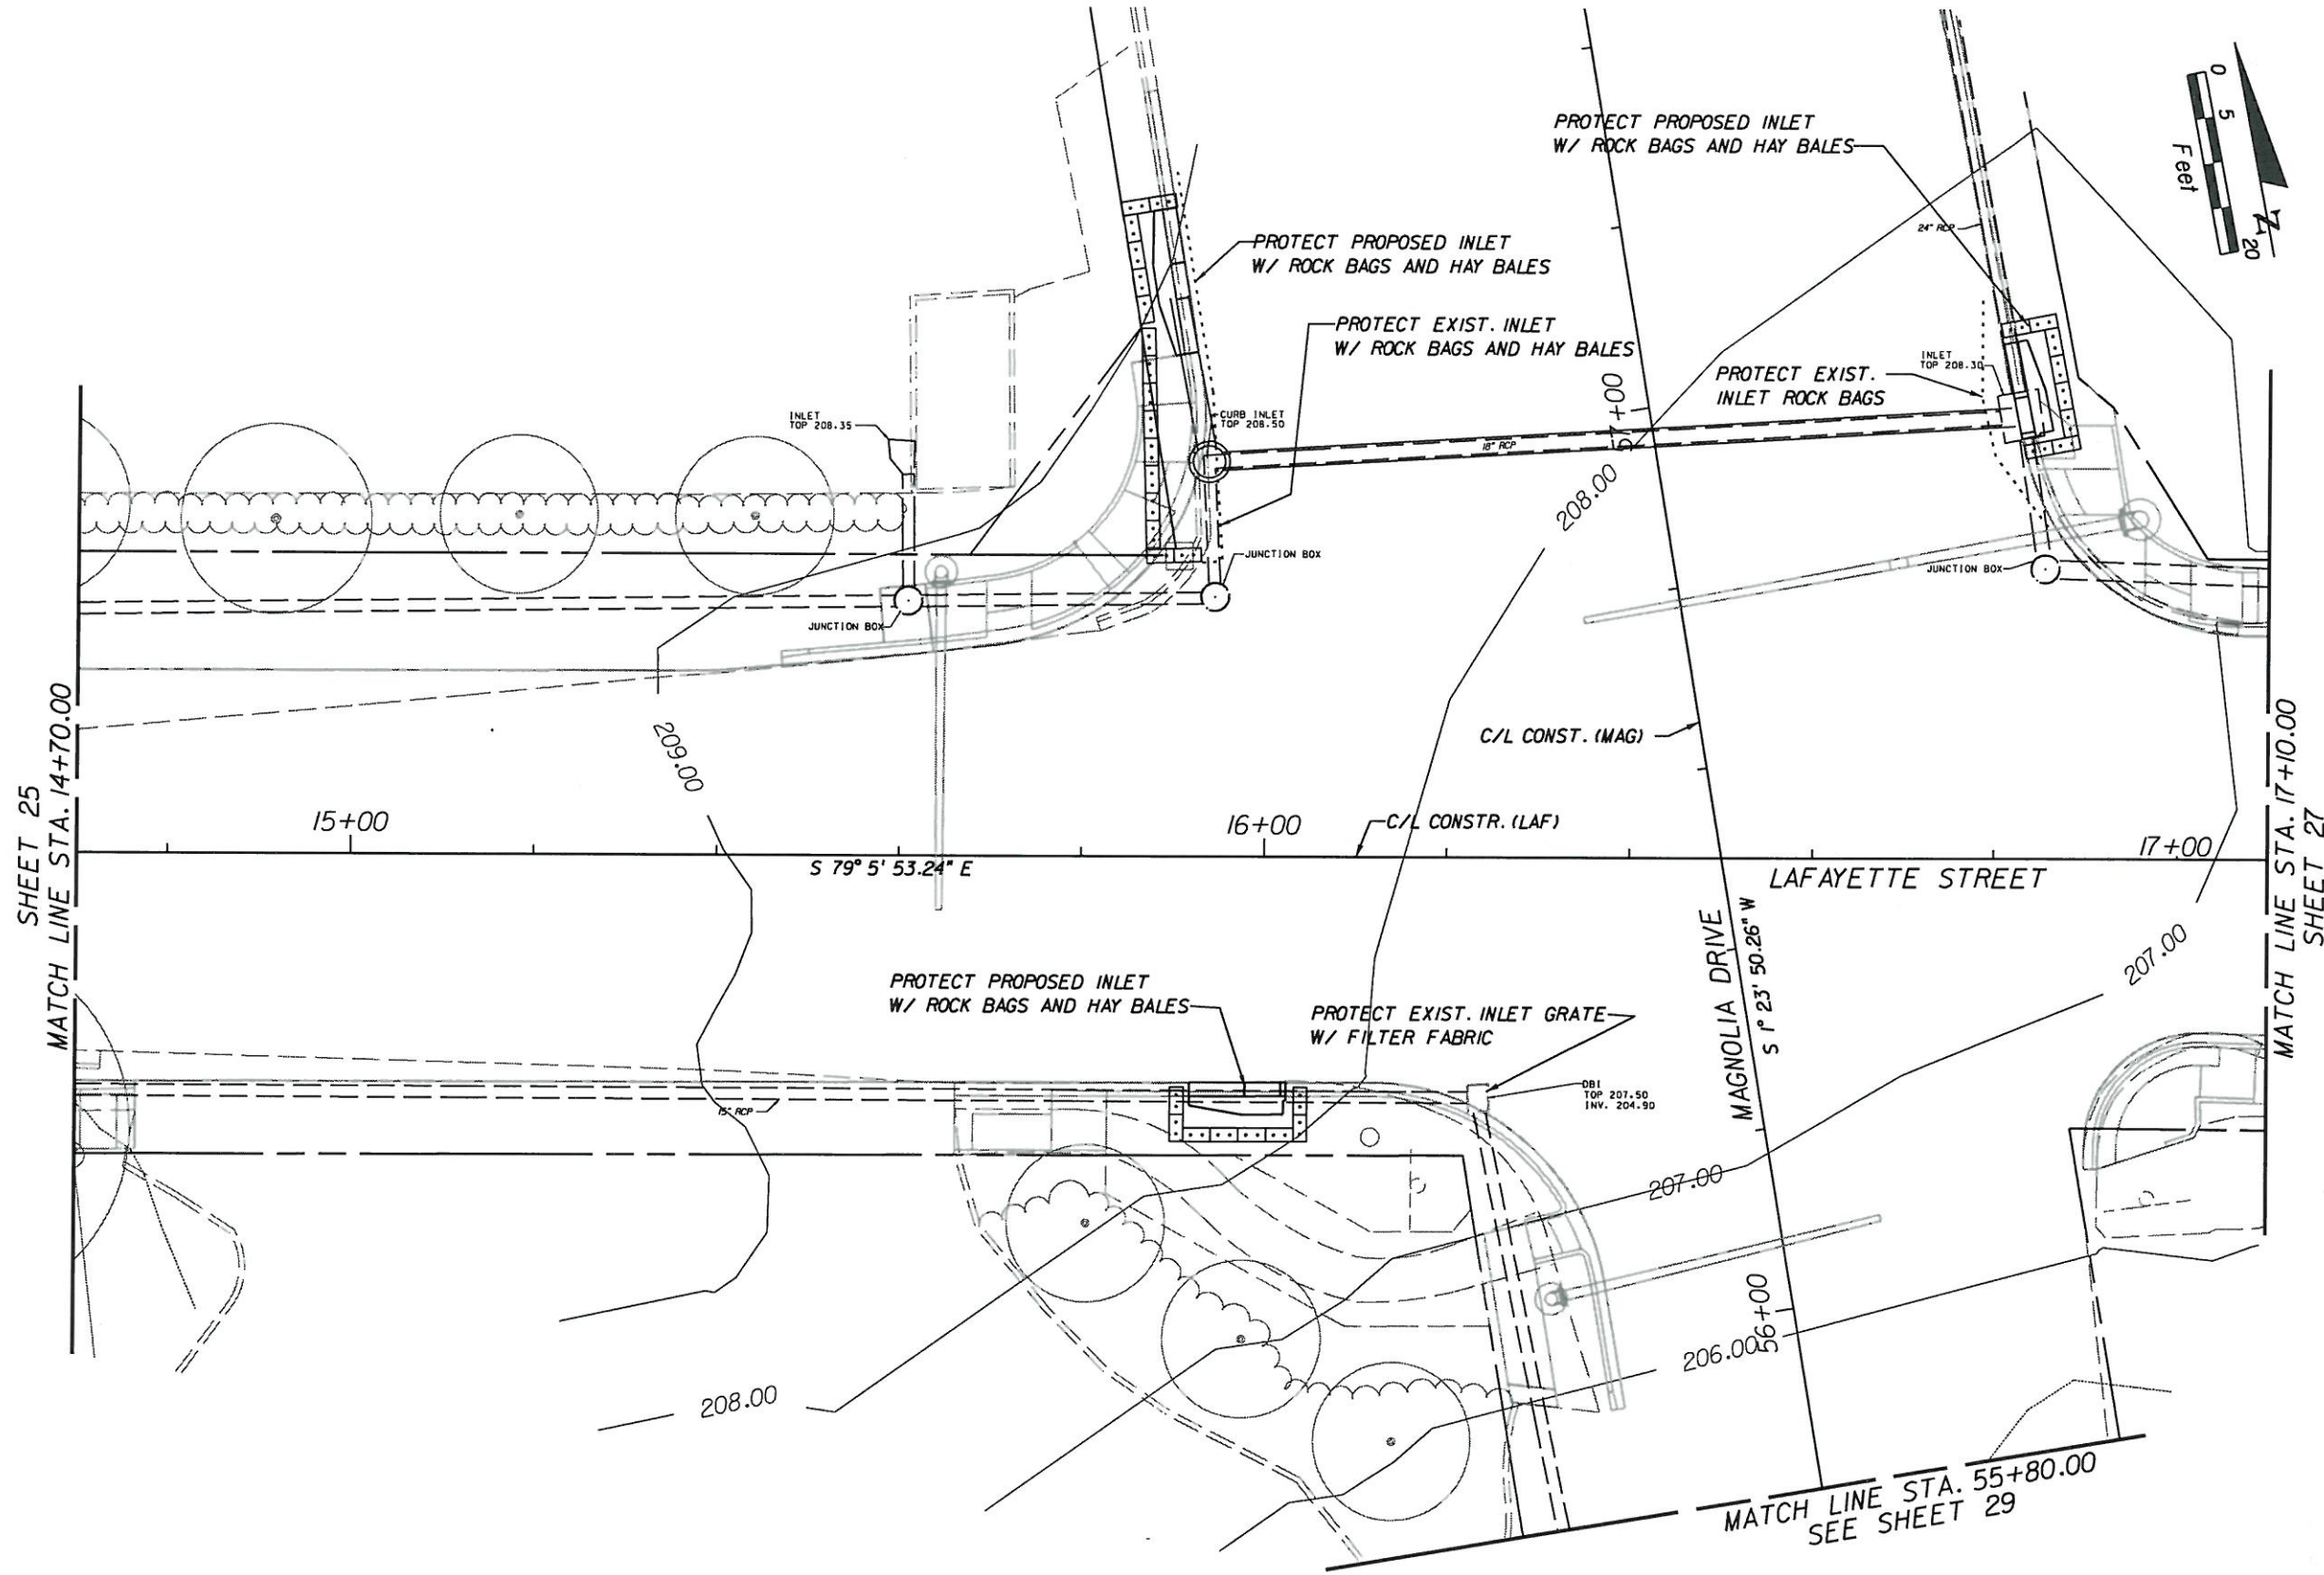 PROTECT PROPOSED INLET
W/ ROCK BAGS AND HAY BALES
0
5
20
Feet
N
24" RCP
PROTECT PROPOSED INLET
W/ ROCK BAGS AND HAY BALES
PROTECT EXIST. INLET
W/ ROCK BAGS AND HAY BALES
INLET
TOP 208.30
PROTECT EXIST.
INLET ROCK BAGS
INLET
TOP 208.35
CURB INLET
TOP 208.50
57+00
18" RCP
208.00
JUNCTION BOX
JUNCTION BOX
JUNCTION BOX
209.00
C/L CONST. (MAG)
SHEET 25
MATCH LINE STA. 14+70.00
15+00
16+00
C/L CONSTR. (LAF)
17+00
MATCH LINE STA. 17+10.00
SHEET 27
S 79° 5' 53.24" E
LAFAYETTE STREET
MAGNOLIA DRIVE
S 1° 23' 50.26" W
207.00
PROTECT PROPOSED INLET
W/ ROCK BAGS AND HAY BALES
PROTECT EXIST. INLET GRATE
W/ FILTER FABRIC
DBI
TOP 207.50
INV. 204.90
15" RCP
207.00
56+00
206.00
208.00
MATCH LINE STA. 55+80.00
SEE SHEET 29